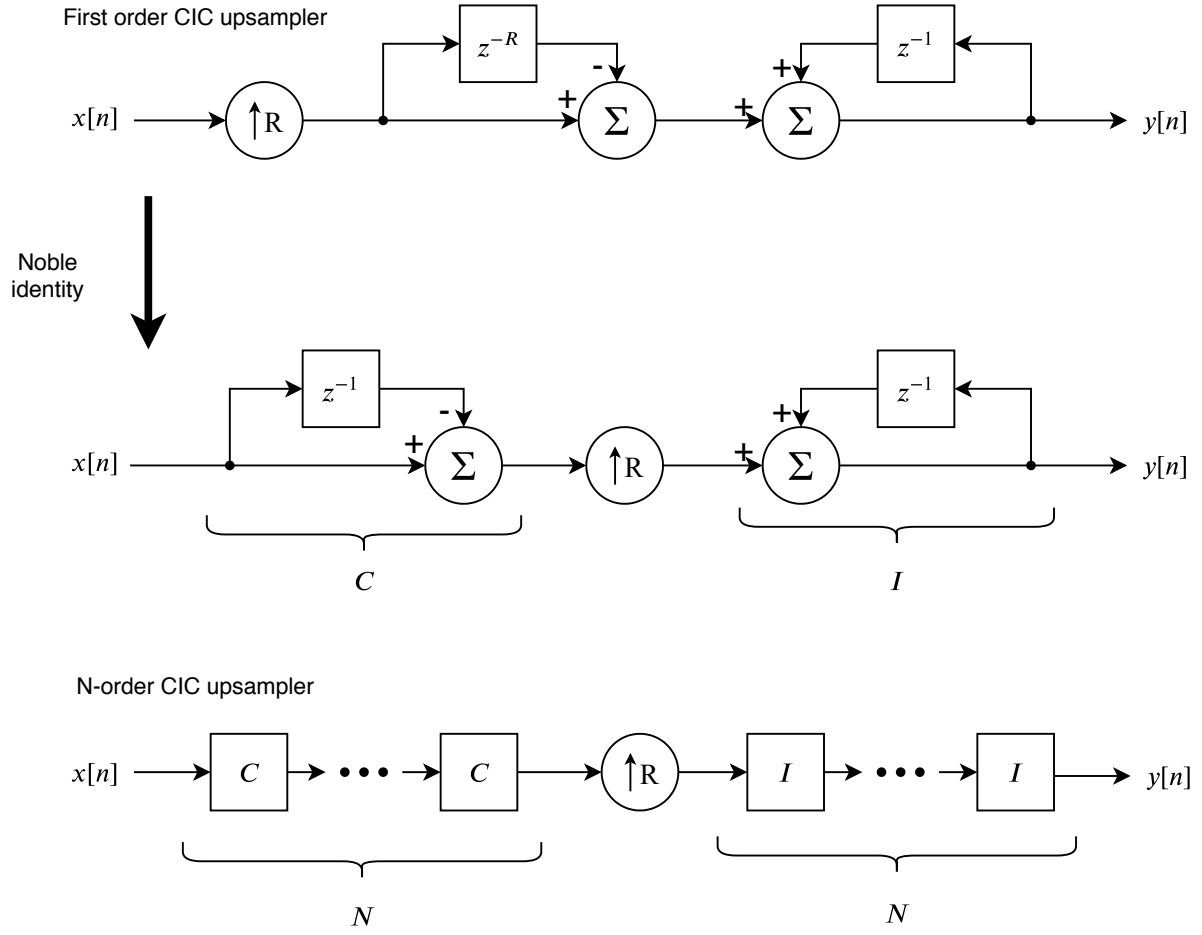 First order CIC upsampler
z⁻ᴿ
z⁻¹
- +
+ Σ + Σ
x[n] ↑R y[n]
Noble
identity
z⁻¹ z⁻¹
- +
+ Σ + Σ
x[n] ↑R y[n]
C I
N-order CIC upsampler
x[n] C ••• C ↑R I ••• I y[n]
N N